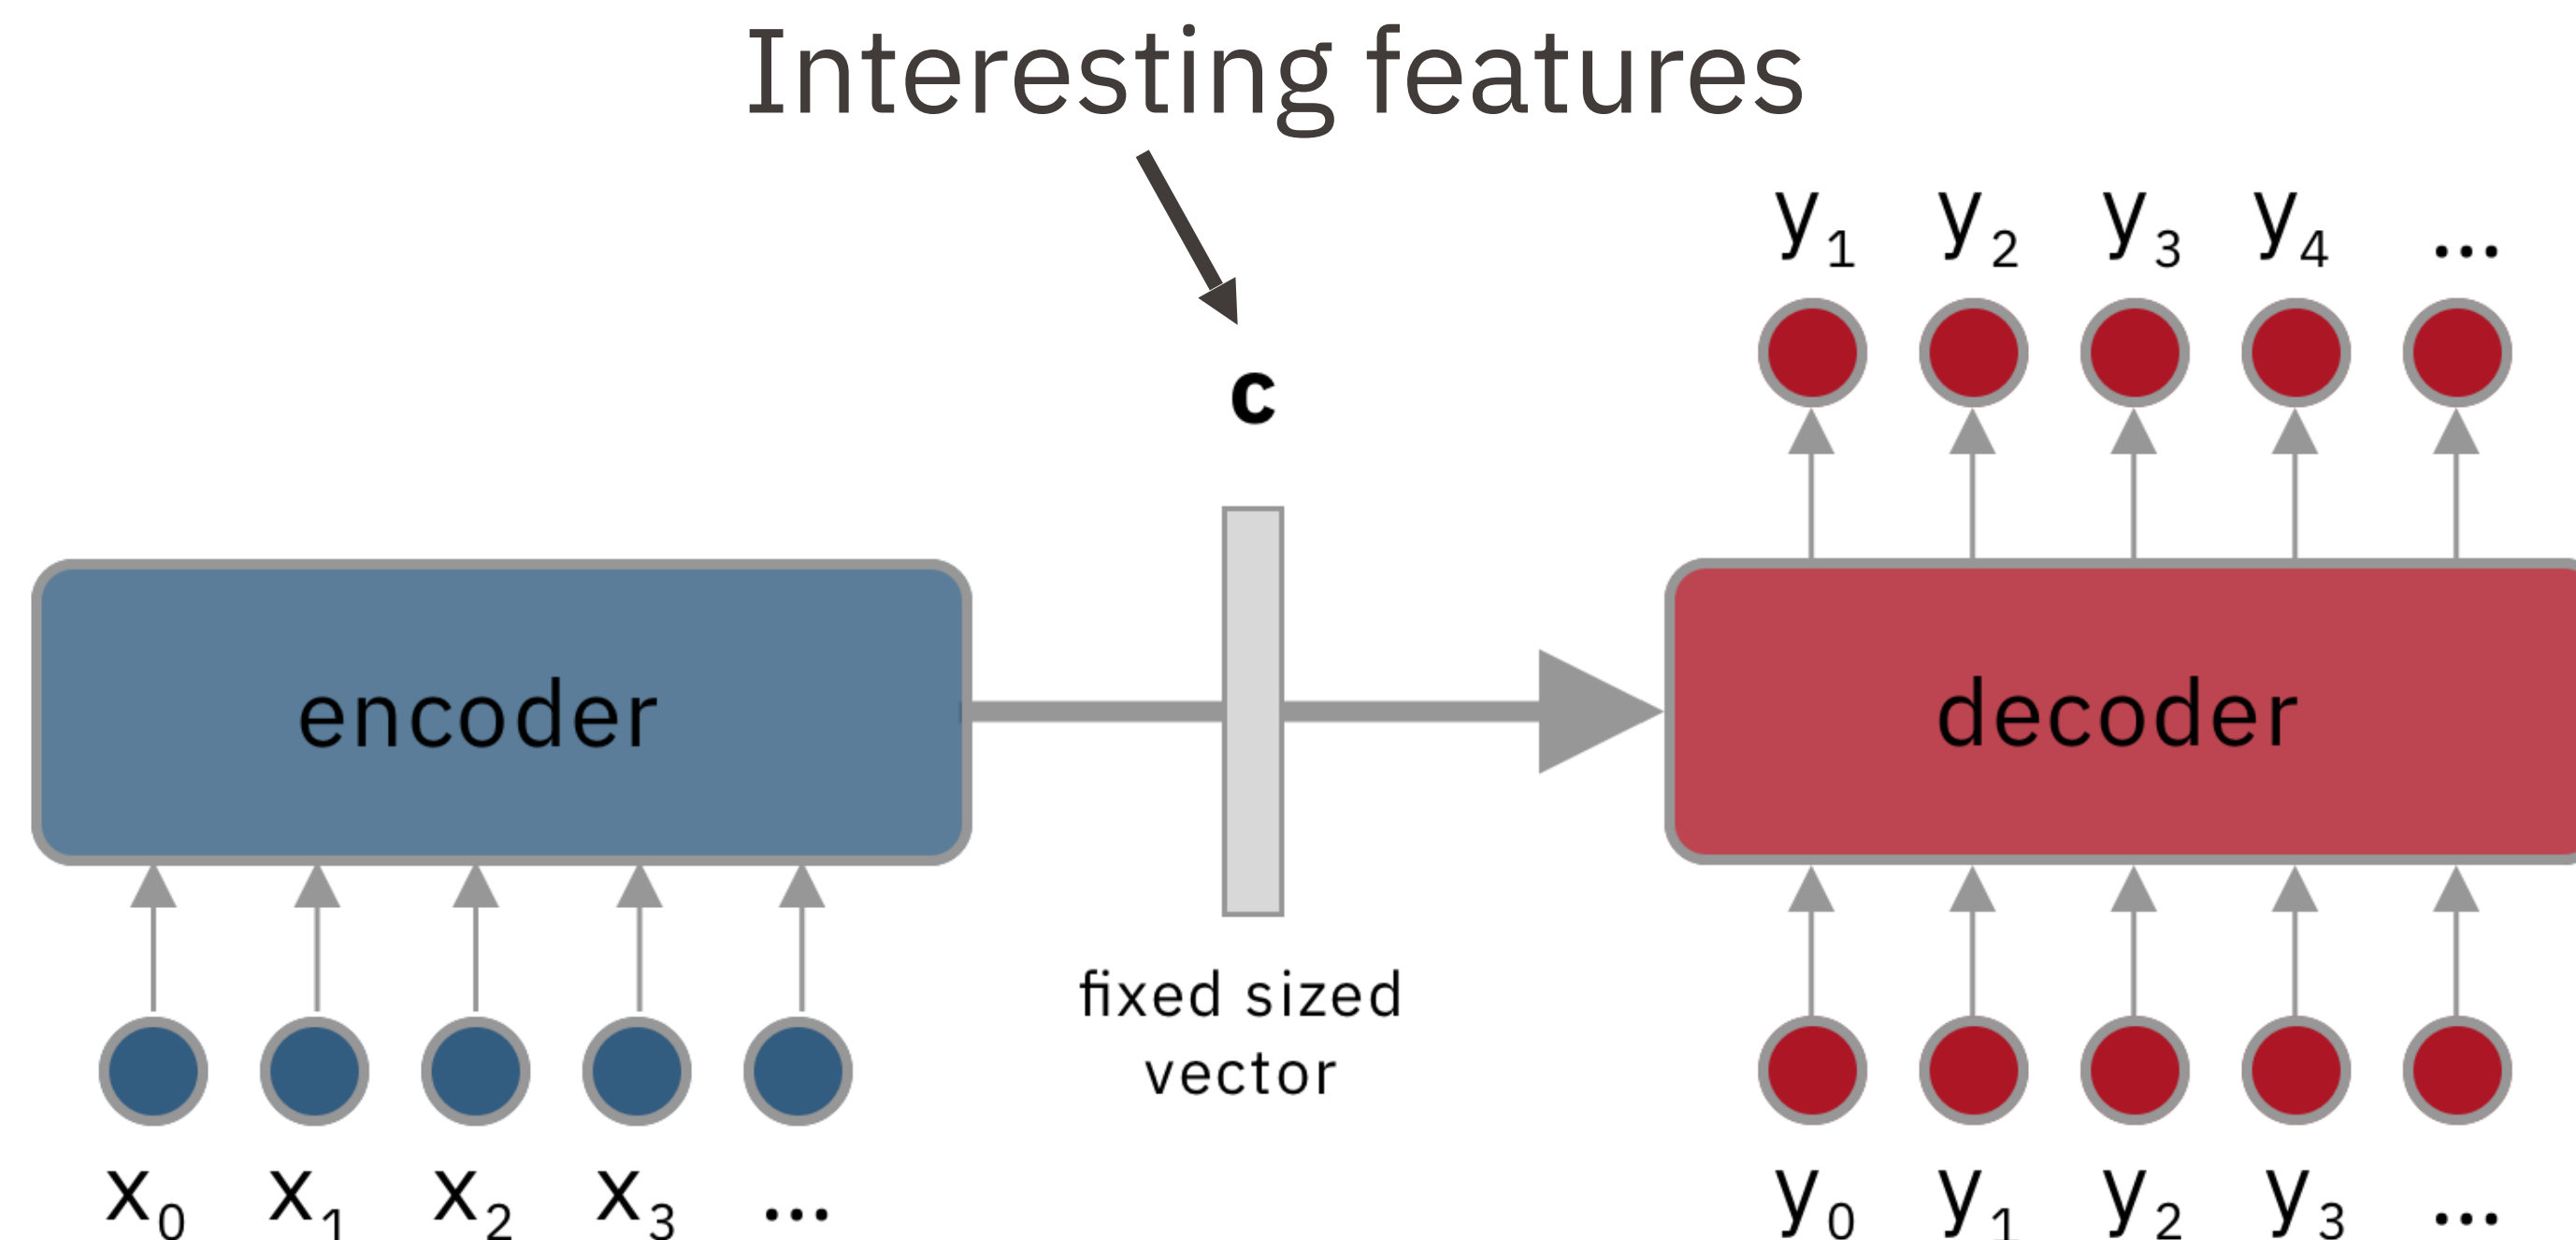 Interesting features
y₁ y₂ y₃ y₄ ...
c
encoder
decoder
fixed sized
vector
x₀ x₁ x₂ x₃ ...
y₀ y₁ y₂ y₃ ...